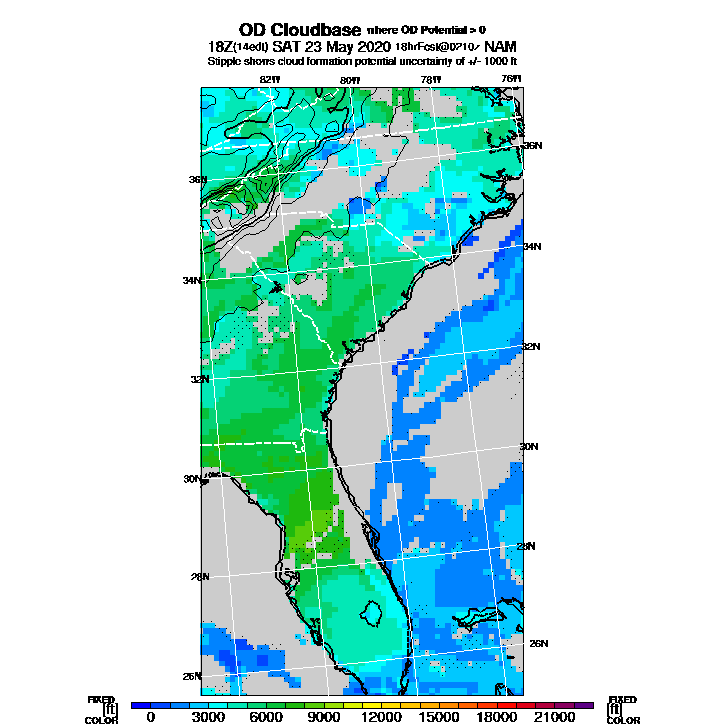 OD Cloudbase where OD Potential > 0
18Z(14edt) SAT 23 May 2020 18hrFcst@0210z NAM
Stipple shows cloud formation potential uncertainty of +/- 1000 ft
82W 80W 78W 76W
36N
36N
34N
34N
32N
32N
30N
30N
28N
28N
26N
26N
FIXED FIXED
[ft] [ft]
COLOR COLOR
0 3000 6000 9000 12000 15000 18000 21000